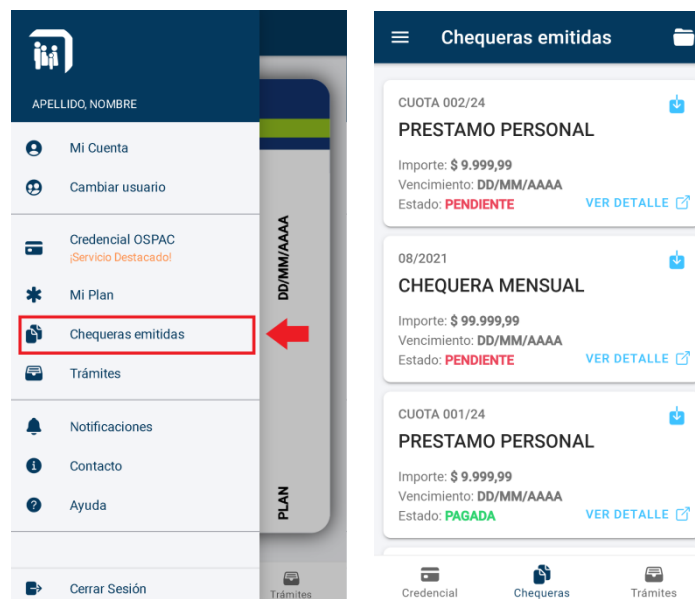 APELLIDO, NOMBRE
Mi Cuenta
Cambiar usuario
Credencial OSPAC
¡Servicio Destacado!
Mi Plan
Chequeras emitidas
Trámites
Notificaciones
Contacto
Ayuda
Cerrar Sesión
DD/MM/AAAA
PLAN
Trámites
Chequeras emitidas
CUOTA 002/24
PRESTAMO PERSONAL
Importe: $ 9.999,99
Vencimiento: DD/MM/AAAA
Estado: PENDIENTE
VER DETALLE
08/2021
CHEQUERA MENSUAL
Importe: $ 99.999,99
Vencimiento: DD/MM/AAAA
Estado: PENDIENTE
VER DETALLE
CUOTA 001/24
PRESTAMO PERSONAL
Importe: $ 9.999,99
Vencimiento: DD/MM/AAAA
Estado: PAGADA
VER DETALLE
Credencial
Chequeras
Trámites